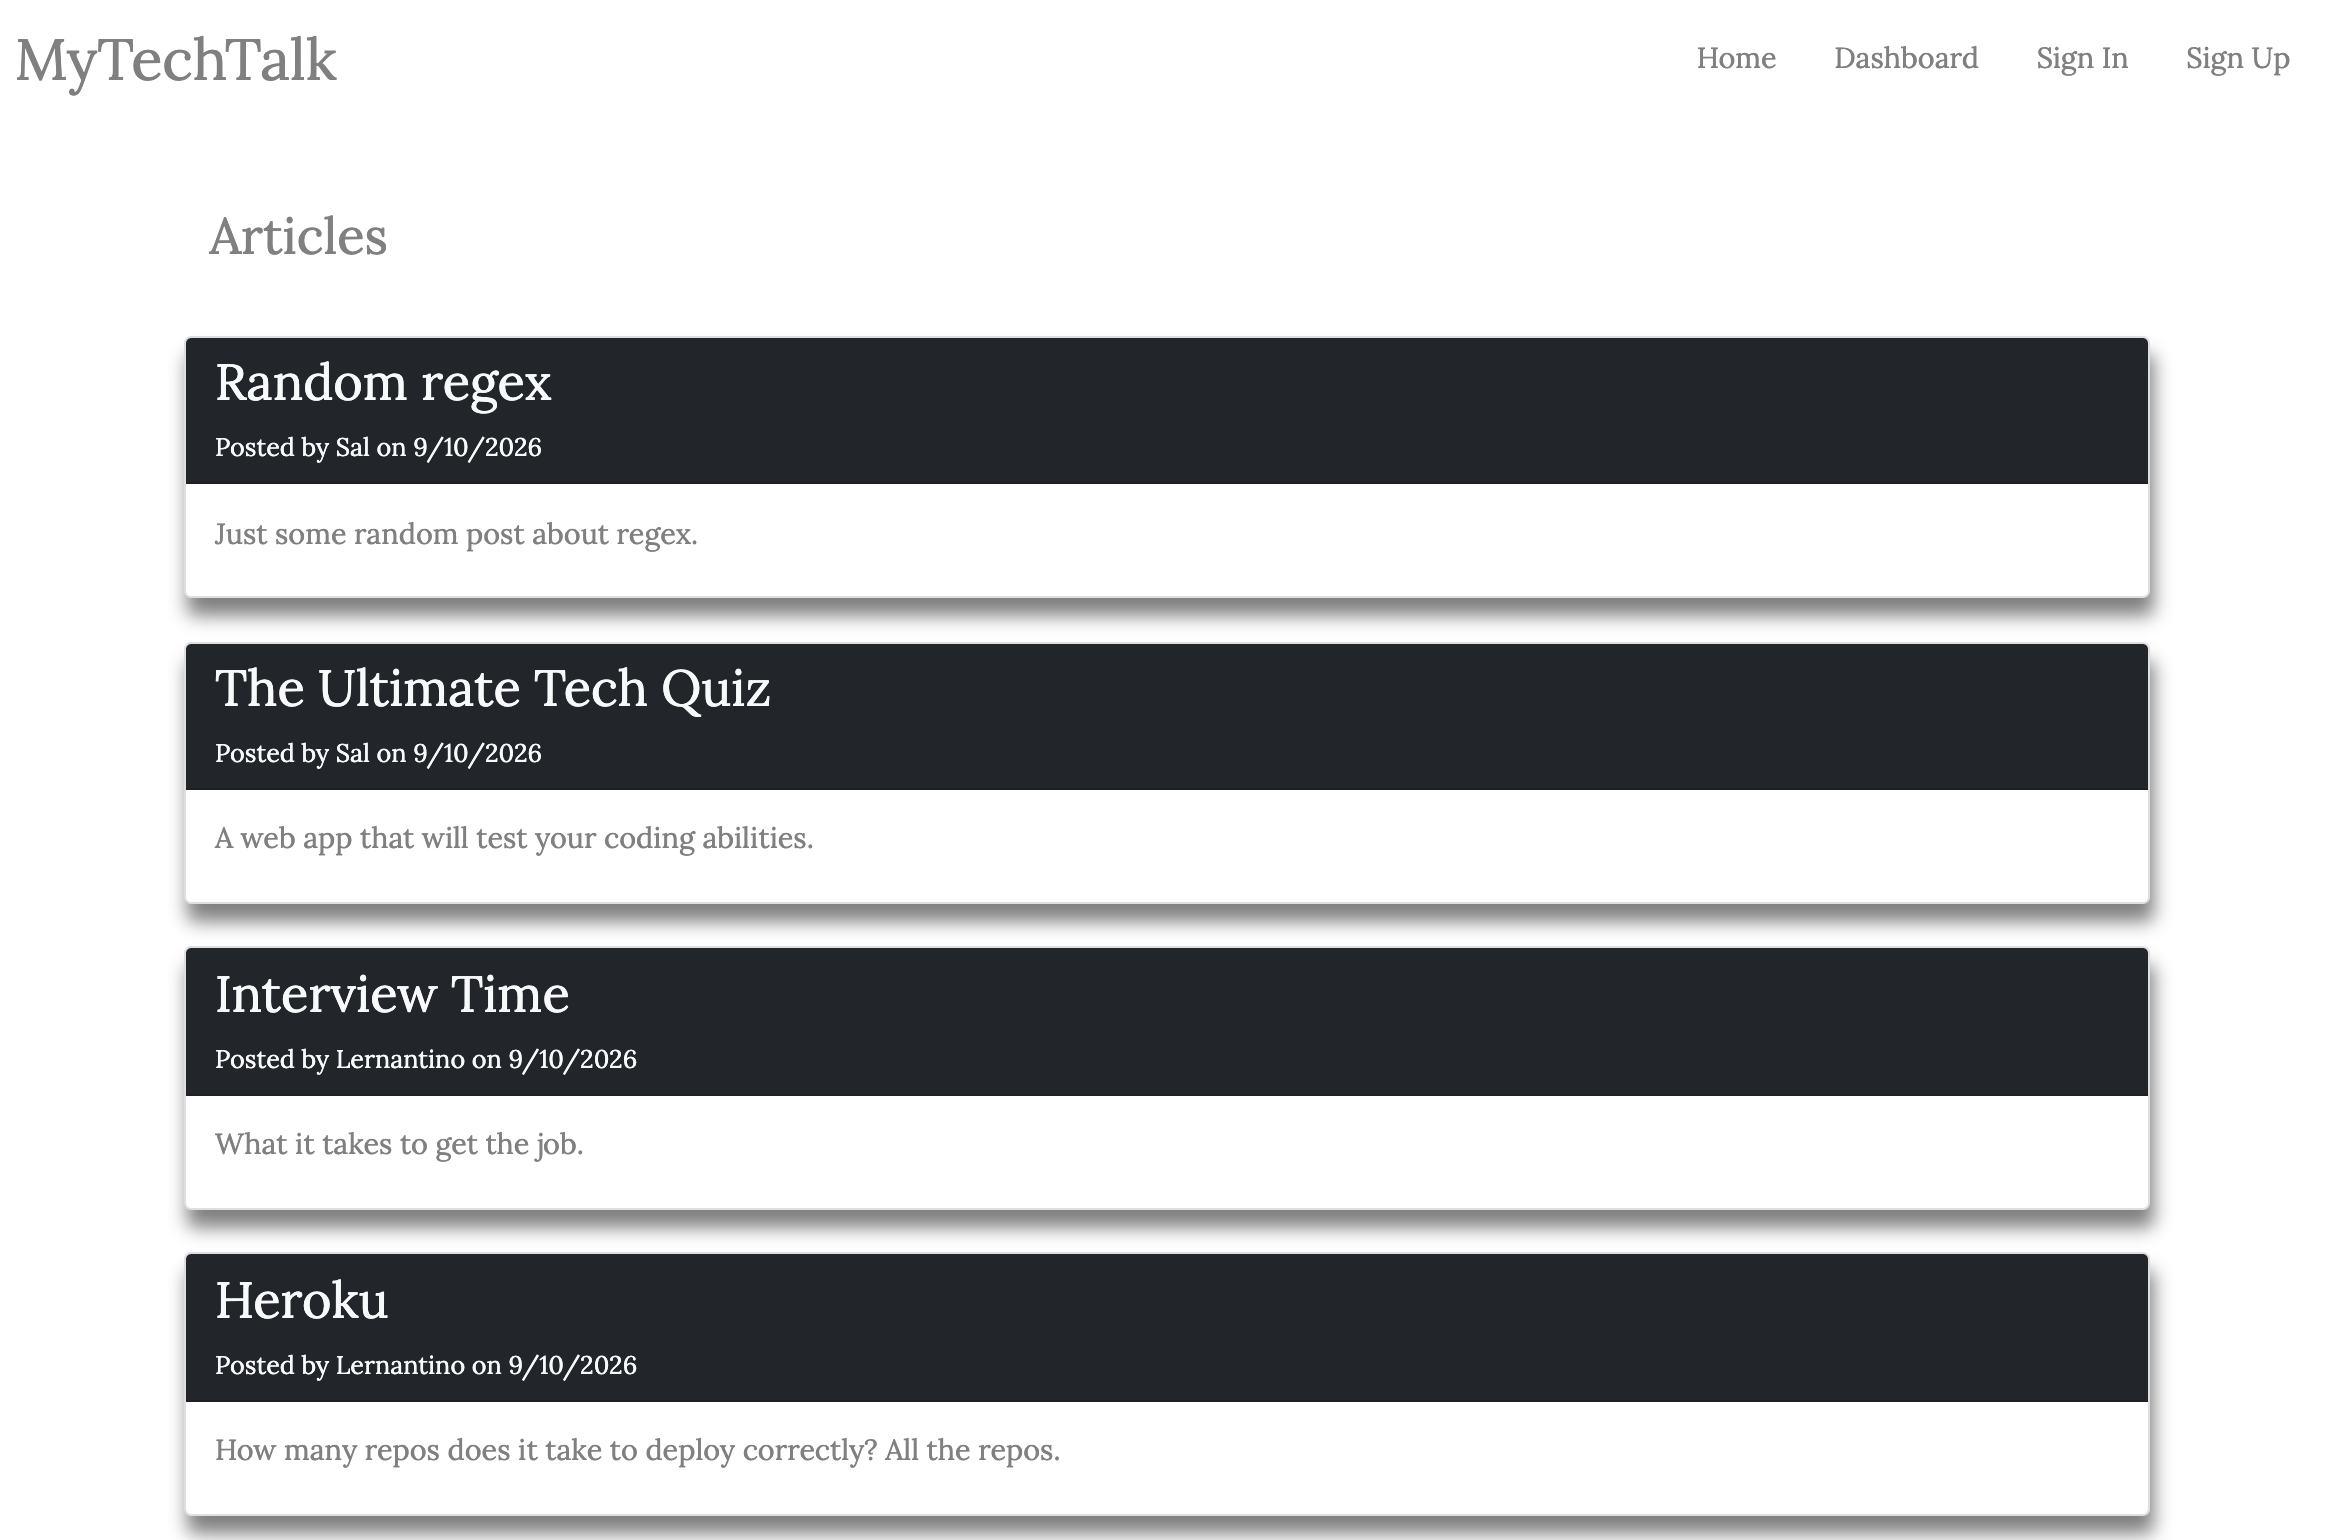 MyTechTalk
Home Dashboard Sign In Sign Up
Articles
Random regex
Posted by Sal on 9/10/2026
Just some random post about regex.
The Ultimate Tech Quiz
Posted by Sal on 9/10/2026
A web app that will test your coding abilities.
Interview Time
Posted by Lernantino on 9/10/2026
What it takes to get the job.
Heroku
Posted by Lernantino on 9/10/2026
How many repos does it take to deploy correctly? All the repos.